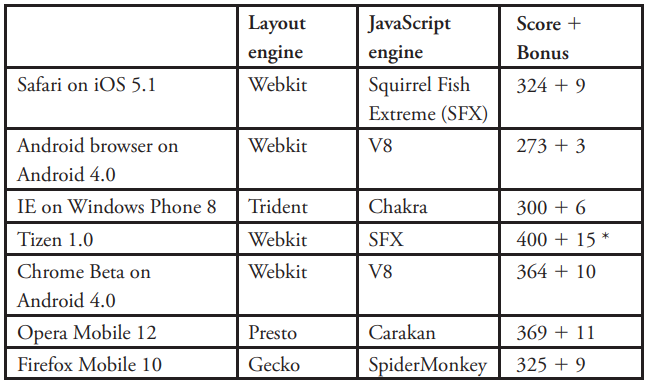 Layout engine JavaScript engine Score + Bonus
Safari on iOS 5.1 Webkit Squirrel Fish Extreme (SFX) 324 + 9
Android browser on Android 4.0 Webkit V8 273 + 3
IE on Windows Phone 8 Trident Chakra 300 + 6
Tizen 1.0 Webkit SFX 400 + 15 *
Chrome Beta on Android 4.0 Webkit V8 364 + 10
Opera Mobile 12 Presto Carakan 369 + 11
Firefox Mobile 10 Gecko SpiderMonkey 325 + 9